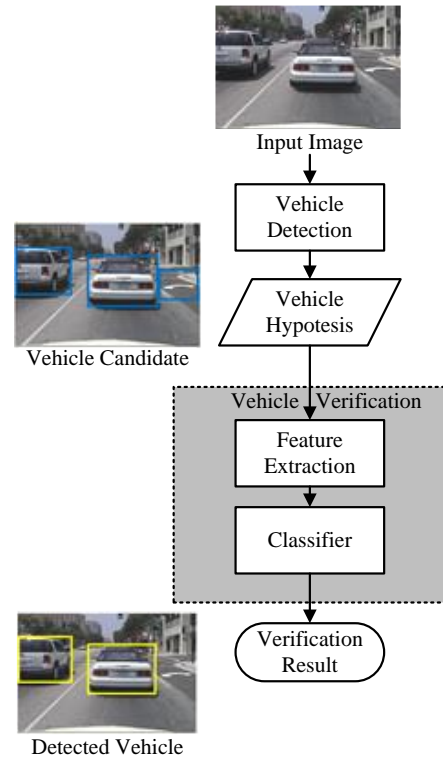 Input Image
Vehicle
Detection
Vehicle
Hypotesis
Vehicle Candidate
Vehicle Verification
Feature
Extraction
Classifier
Verification
Result
Detected Vehicle